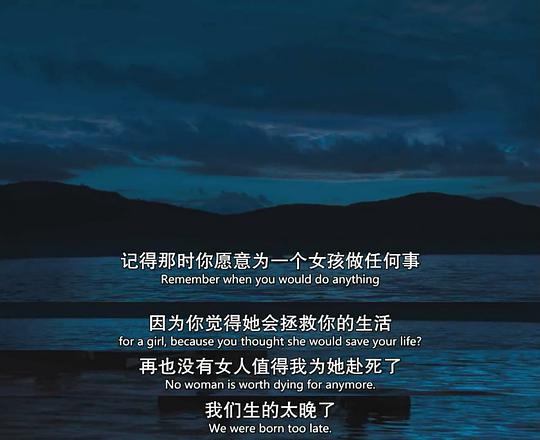 记得那时你愿意为一个女孩做任何事
Remember when you would do anything
因为你觉得她会拯救你的生活
for a girl, because you thought she would save your life?
再也没有女人值得我为她赴死了
No woman is worth dying for anymore.
我们生的太晚了
We were born too late.